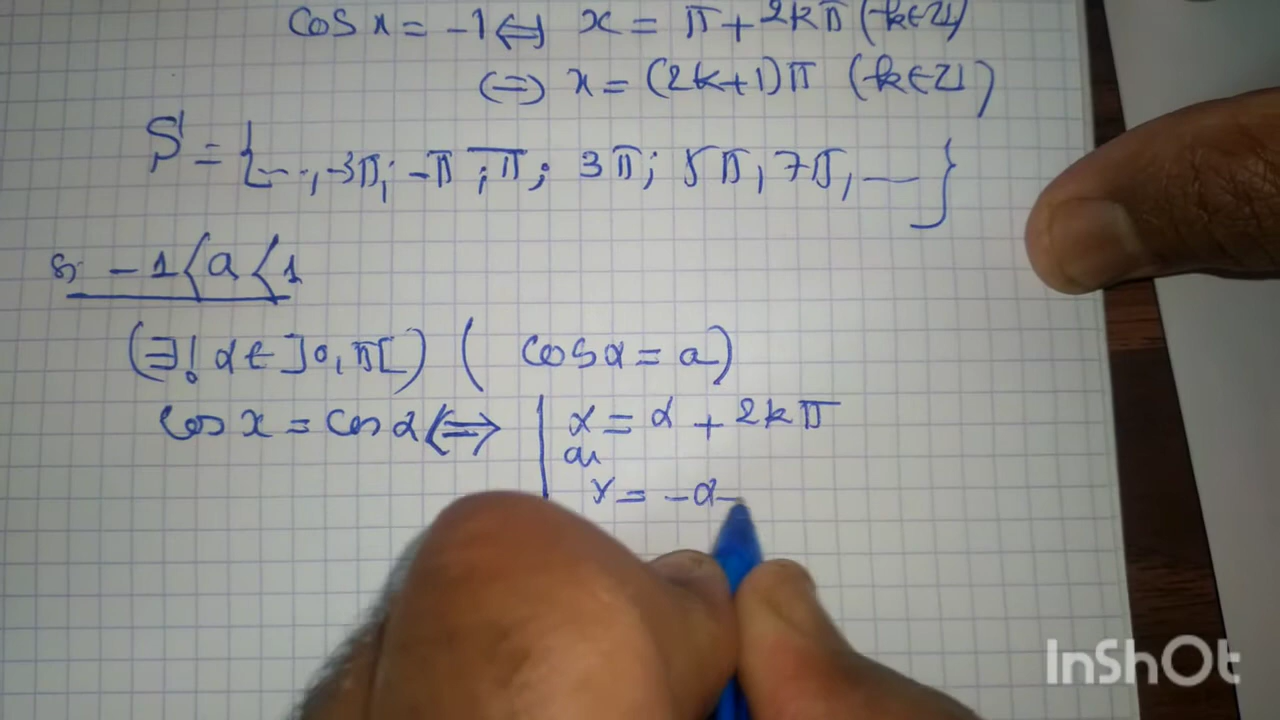 cos x = -1 ⟺ x = π + 2kπ (k∈ℤ)
⟺ x = (2k+1)π (k∈ℤ)
S = {---, -3π; -π; π; 3π; 5π, 7π, ---}
si -1 < a < 1
(∃! α ∈ ]0, π[) ( cos α = a)
cos x = cos α ⟺ | x = α + 2kπ
ou
x = -α -
InShOt